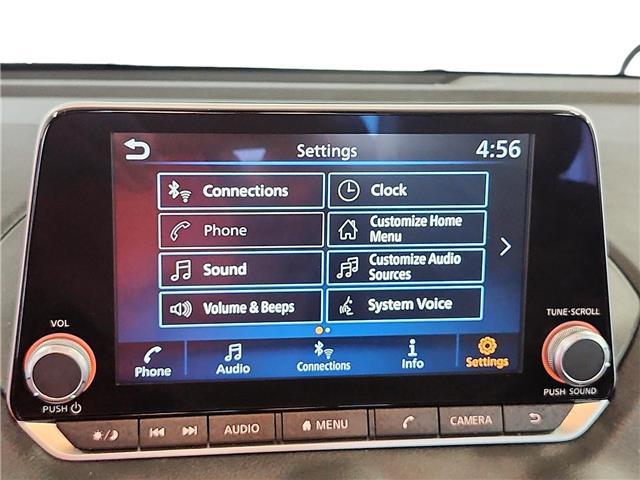 Settings
4:56
Connections
Clock
Phone
Customize Home
Menu
Sound
Customize Audio
Sources
Volume & Beeps
System Voice
Phone
Audio
Connections
Info
Settings
VOL
PUSH
TUNE·SCROLL
PUSH SOUND
AUDIO
MENU
CAMERA